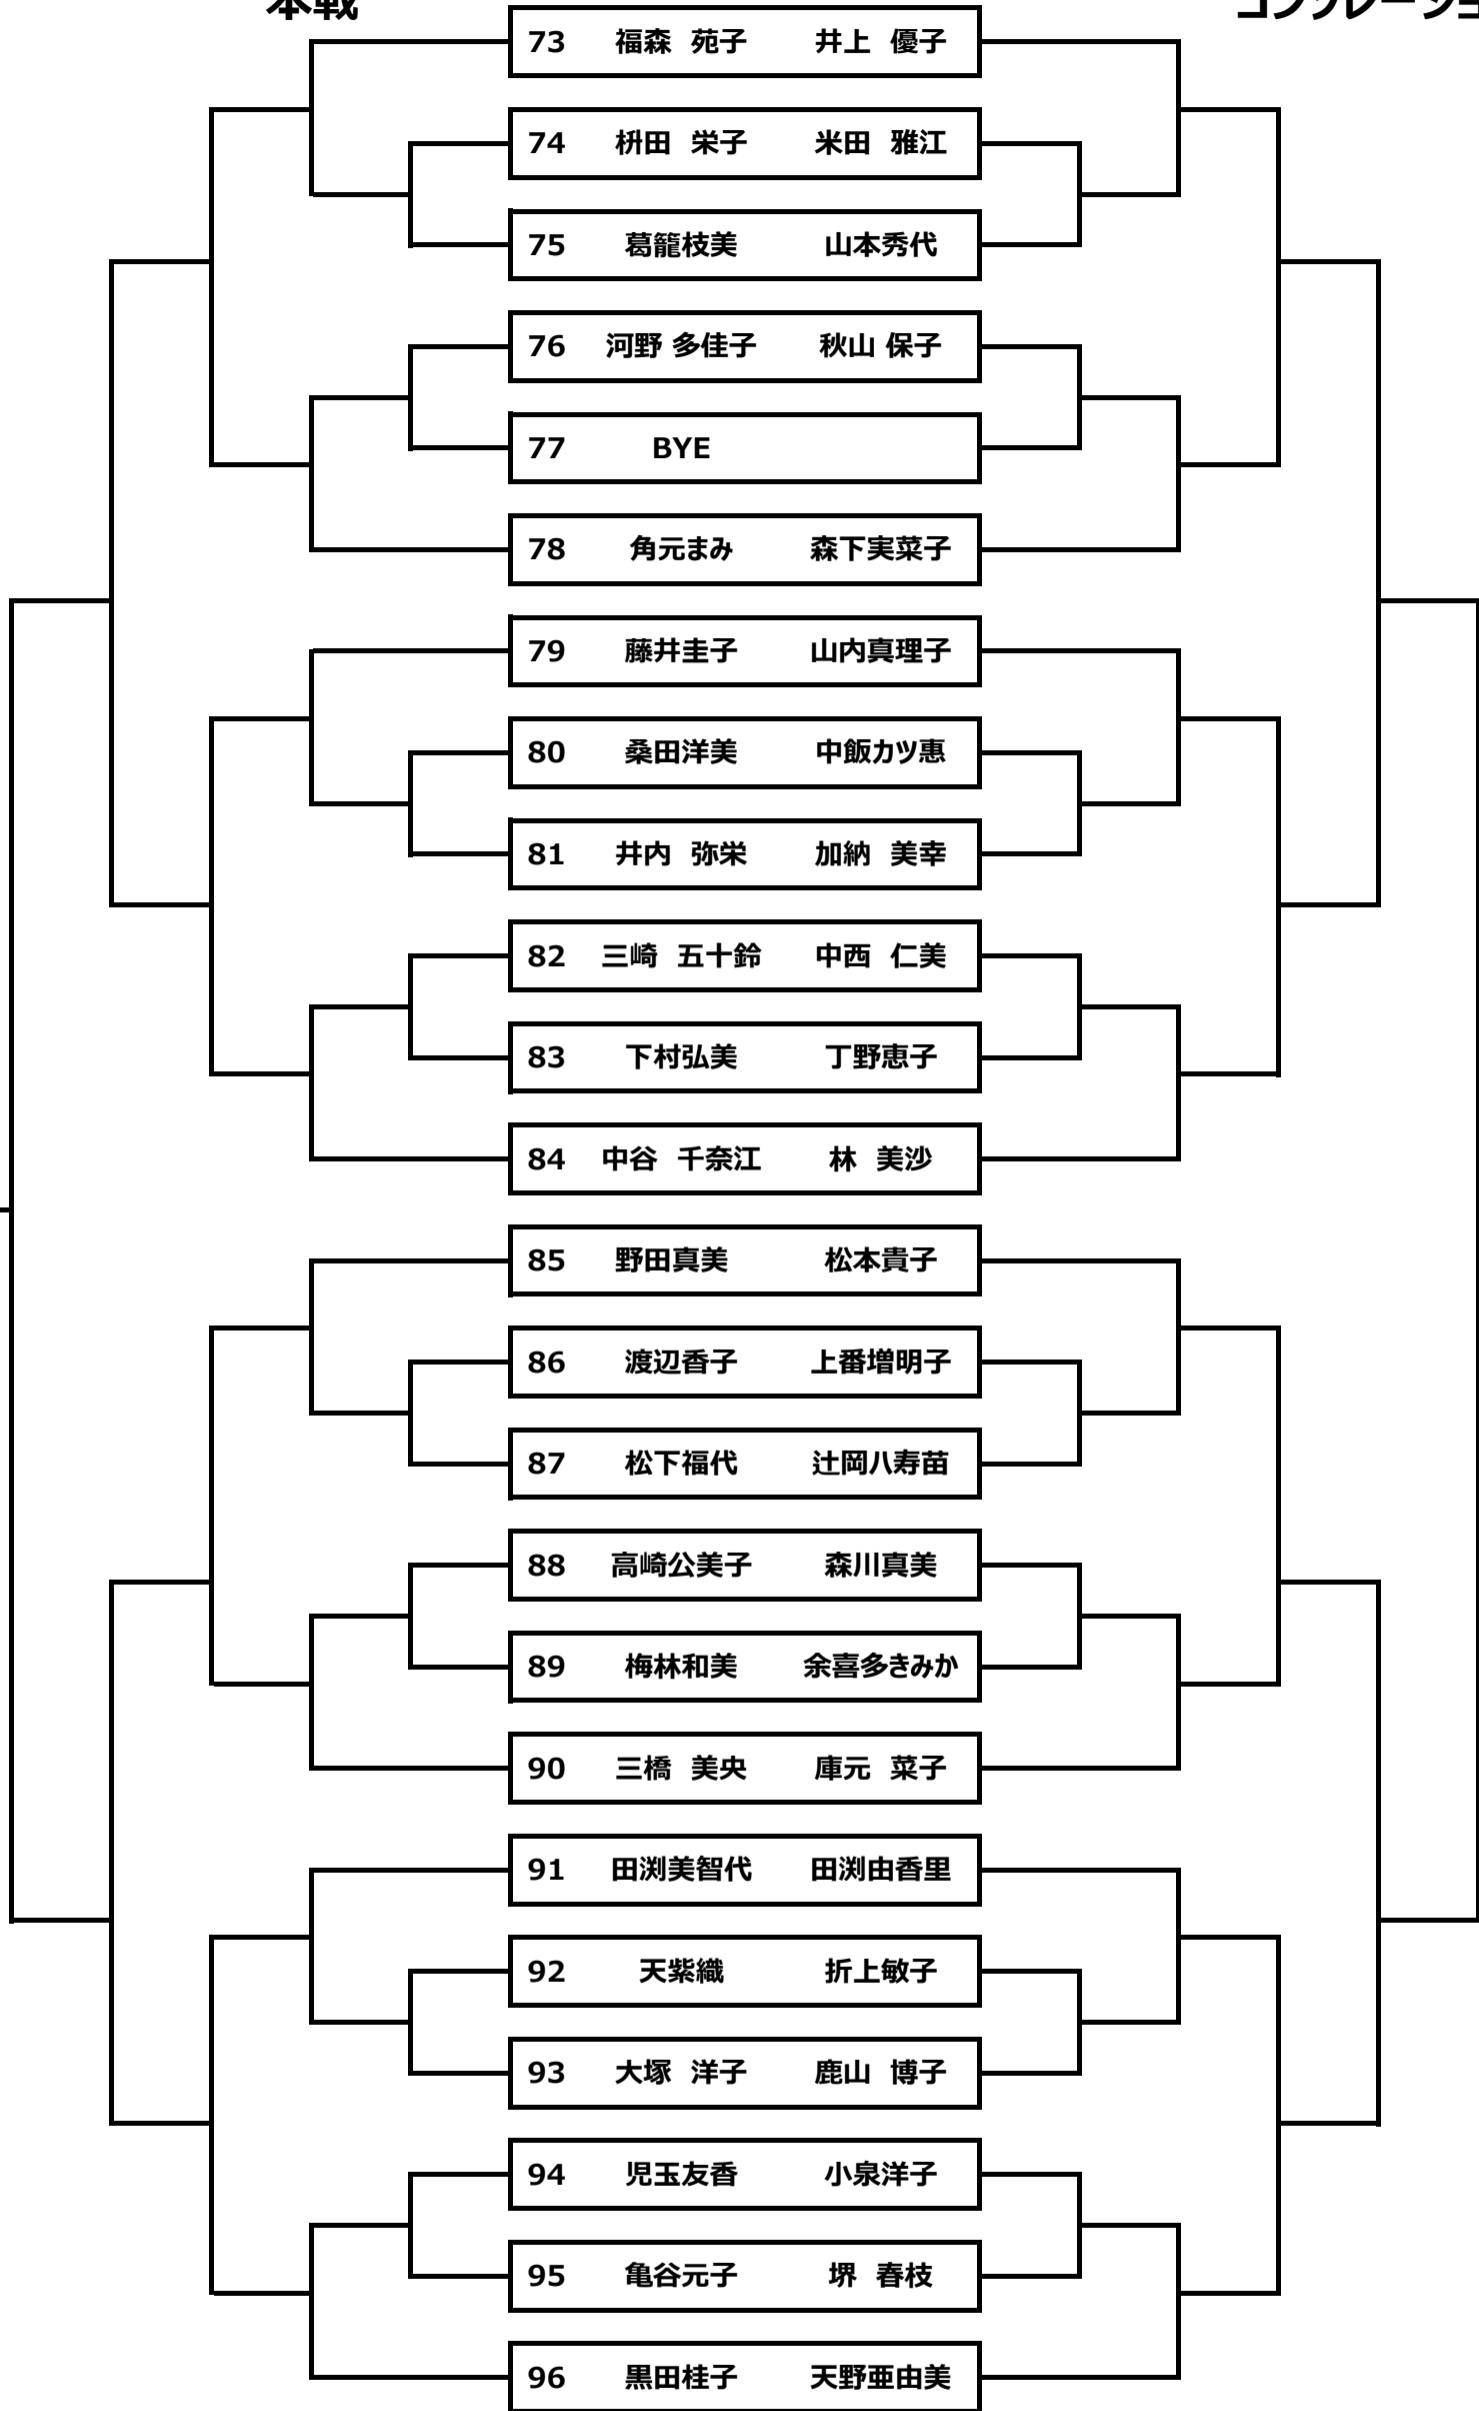 本戦 コンソレーショ
73 福森 苑子 井上 優子
74 枡田 栄子 米田 雅江
75 葛籠枝美 山本秀代
76 河野 多佳子 秋山 保子
77 BYE
78 角元まみ 森下実菜子
79 藤井圭子 山内真理子
80 桑田洋美 中飯カツ惠
81 井内 弥栄 加納 美幸
82 三崎 五十鈴 中西 仁美
83 下村弘美 丁野恵子
84 中谷 千奈江 林 美沙
85 野田真美 松本貴子
86 渡辺香子 上番増明子
87 松下福代 辻岡八寿苗
88 高崎公美子 森川真美
89 梅林和美 余喜多きみか
90 三橋 美央 庫元 菜子
91 田渕美智代 田渕由香里
92 天紫織 折上敏子
93 大塚 洋子 鹿山 博子
94 児玉友香 小泉洋子
95 亀谷元子 堺 春枝
96 黒田桂子 天野亜由美